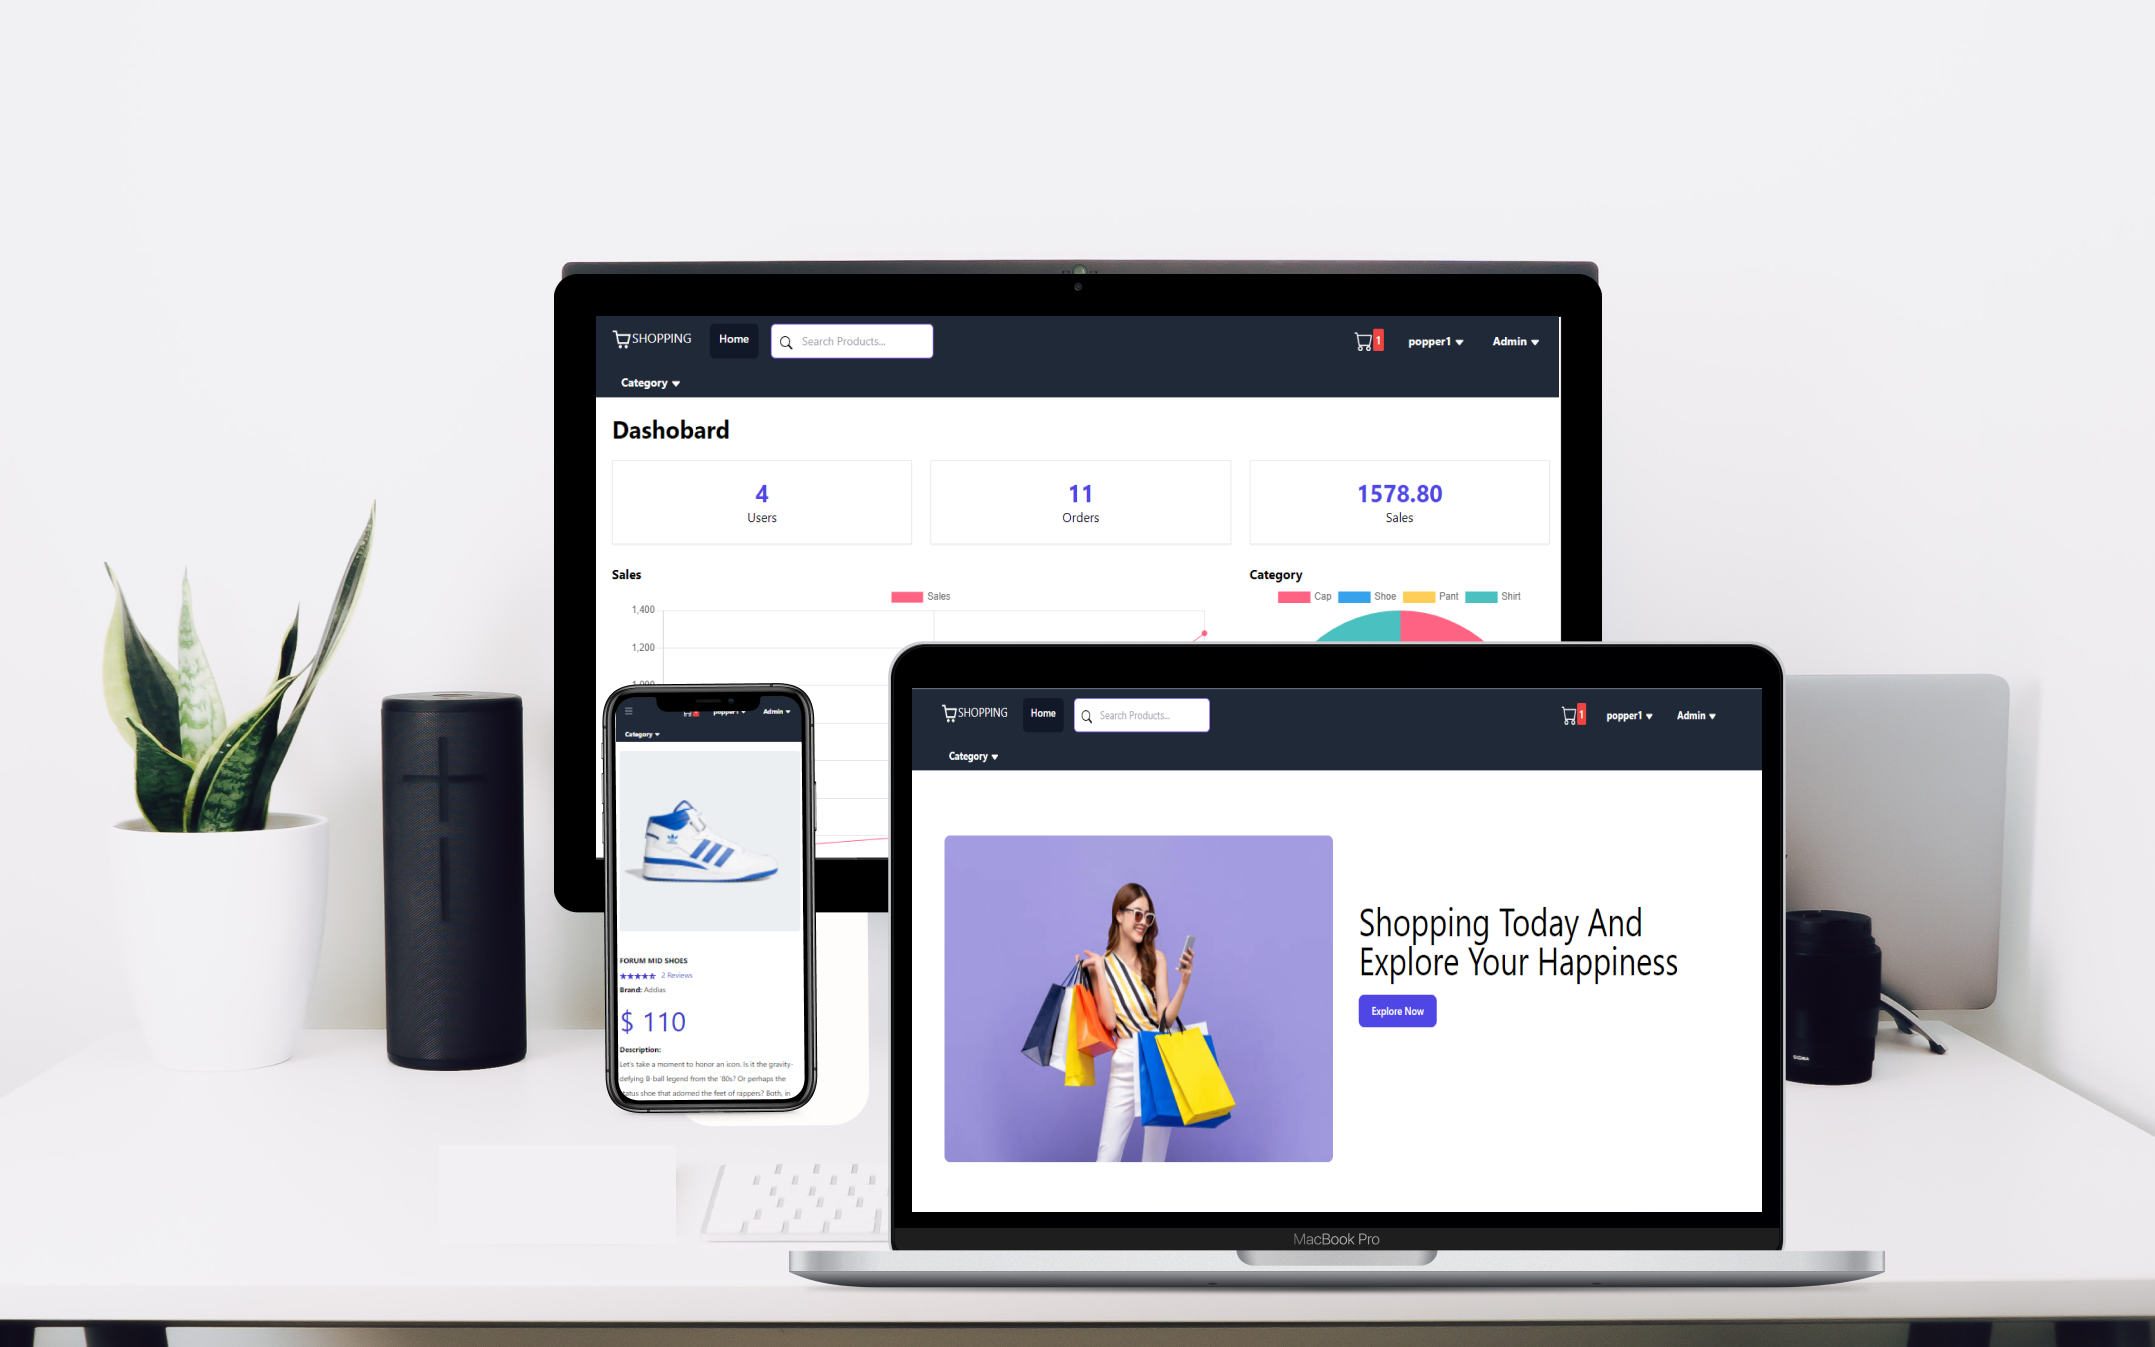 SHOPPING Home Search Products... 1 popper1 Admin
Category
Dashobard
4
Users
11
Orders
1578.80
Sales
Sales
Sales
1,400
1,200
1,000
Category
Cap Shoe Pant Shirt
popper1 Admin
Category
FORUM MID SHOES
2 Reviews
Brand: Addias
$ 110
Description:
Let's take a moment to honor an icon. Is it the gravity-
defying B-ball legend from the '80s? Or perhaps the
status shoe that adorned the feet of rappers? Both, in
SHOPPING Home Search Products... 1 popper1 Admin
Category
Shopping Today And
Explore Your Happiness
Explore Now
MacBook Pro